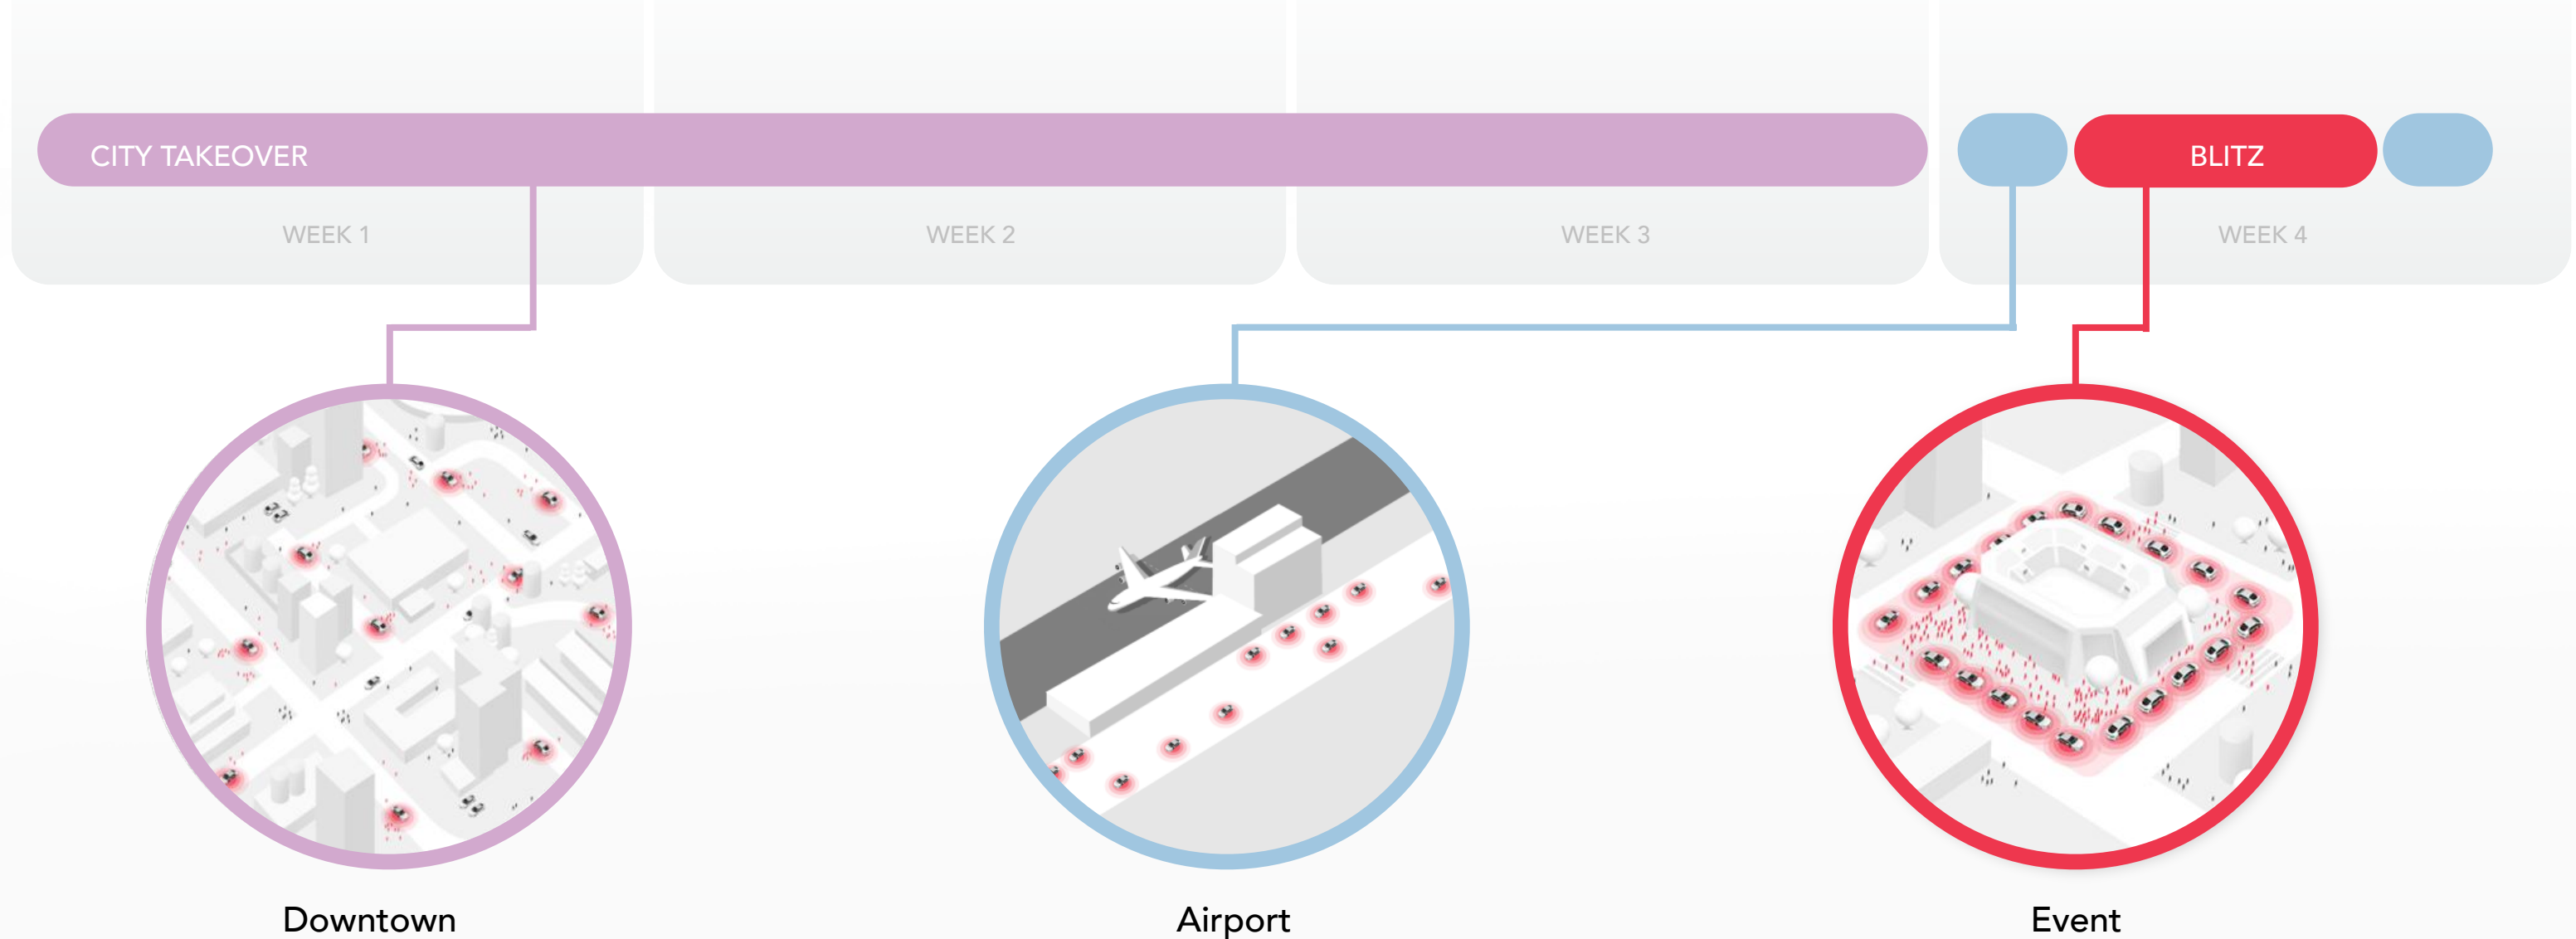 CITY TAKEOVER
BLITZ
WEEK 1
WEEK 2
WEEK 3
WEEK 4
Downtown
Airport
Event